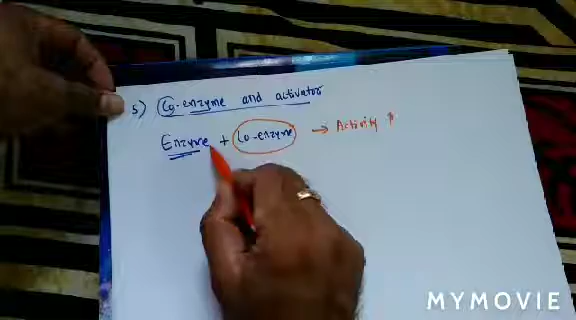 5) Co-enzyme and activator
Enzyme + Co-enzyme → Activity ↑
MYMOVIE